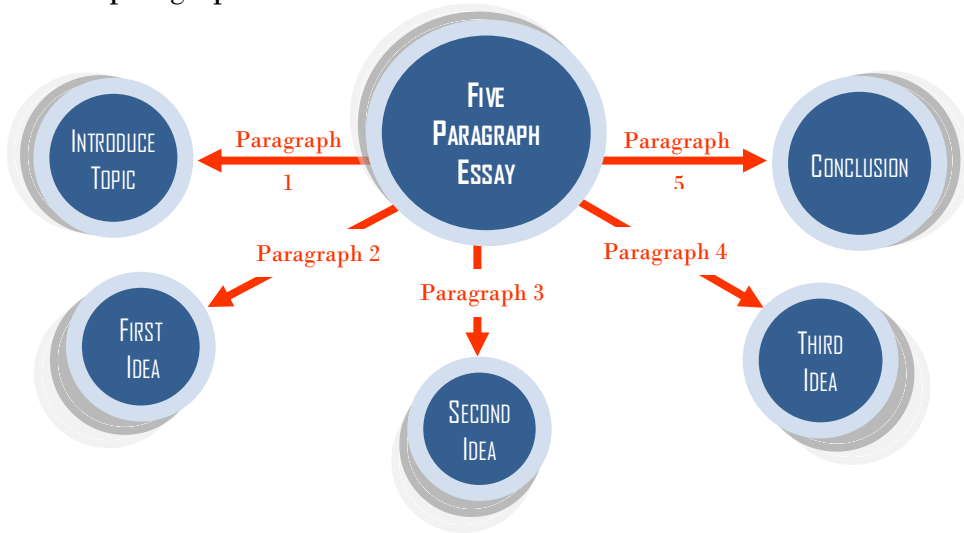 FIVE
PARAGRAPH
ESSAY
INTRODUCE
TOPIC
Paragraph
1
Paragraph 2
FIRST
IDEA
Paragraph 3
SECOND
IDEA
Paragraph 4
THIRD
IDEA
Paragraph
5
CONCLUSION